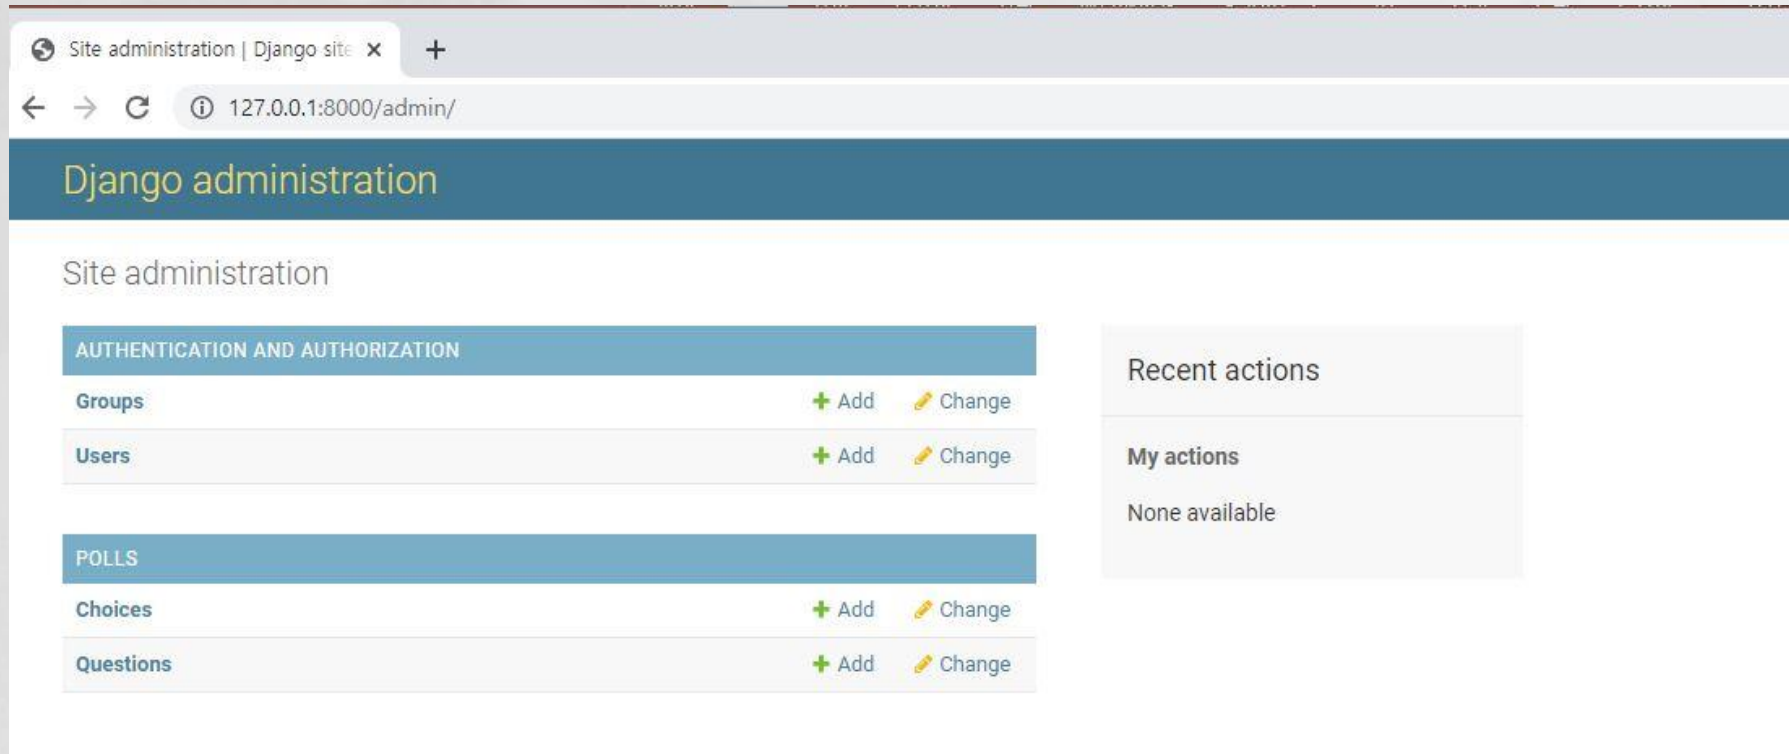 Site administration | Django site
127.0.0.1:8000/admin/
Django administration
Site administration
AUTHENTICATION AND AUTHORIZATION
Groups Add Change
Users Add Change
POLLS
Choices Add Change
Questions Add Change
Recent actions
My actions
None available